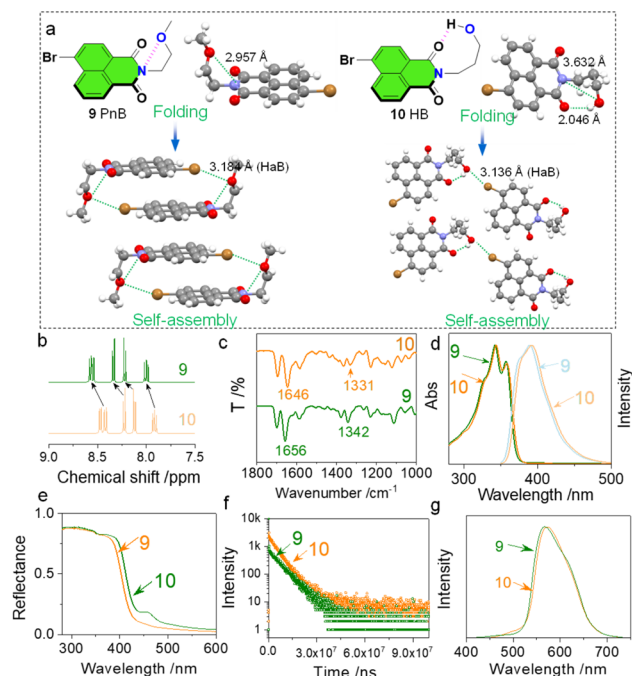 a
O
Br
N
O
O
9 PnB
2.957 Å
Folding
H
O
O
Br
N
O
10 HB
3.632 Å
2.046 Å
Folding
3.184 Å (HaB)
3.136 Å (HaB)
Self-assembly
Self-assembly
b
9
10
9.0 8.5 8.0 7.5
Chemical shift /ppm
c
10
1646
1331
9
1656
1342
T /%
1800 1600 1400 1200 1000
Wavenumber /cm-1
d
9
9
10
10
Abs
Intensity
300 400 500
Wavelength /nm
e
1.0
0.5
0.0
Reflectance
9
10
300 400 500 600
Wavelength /nm
f
10k
1k
100
10
1
Intensity
9
10
0.0 3.0x10⁷ 9.0x10⁷
Time /ns
g
Intensity
9
10
400 500 600 700
Wavelength /nm